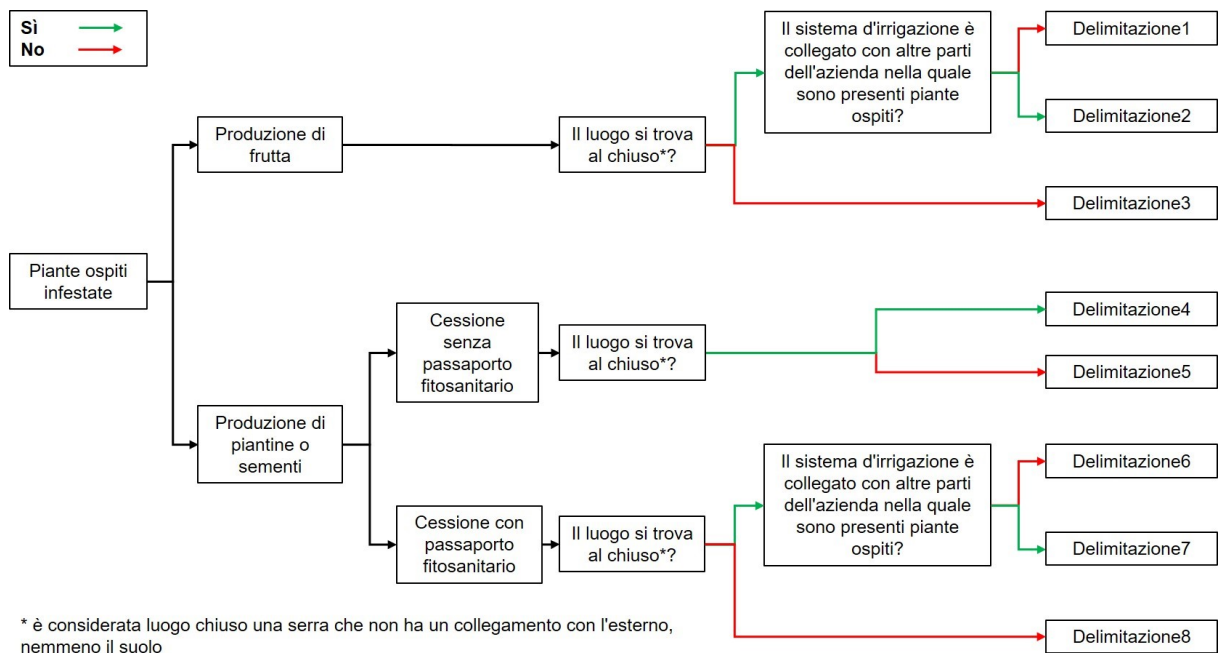 Sì
No
Piante ospiti
infestate
Produzione di
frutta
Il luogo si trova
al chiuso*?
Il sistema d'irrigazione è
collegato con altre parti
dell'azienda nella quale
sono presenti piante
ospiti?
Delimitazione1
Delimitazione2
Delimitazione3
Produzione di
piantine o
sementi
Cessione
senza
passaporto
fitosanitario
Il luogo si trova
al chiuso*?
Delimitazione4
Delimitazione5
Cessione con
passaporto
fitosanitario
Il luogo si trova
al chiuso*?
Il sistema d'irrigazione è
collegato con altre parti
dell'azienda nella quale
sono presenti piante
ospiti?
Delimitazione6
Delimitazione7
Delimitazione8
* è considerata luogo chiuso una serra che non ha un collegamento con l'esterno,
nemmeno il suolo